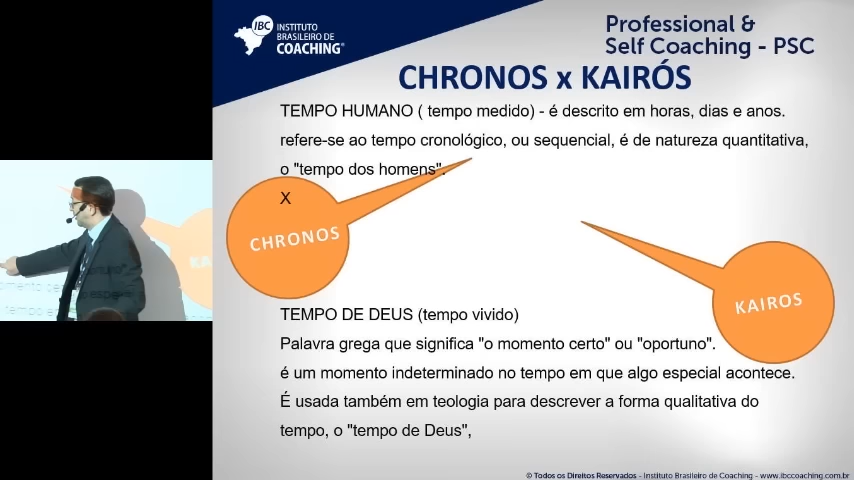 IBC
INSTITUTO
BRASILEIRO DE
COACHING®
Professional &
Self Coaching - PSC
CHRONOS x KAIRÓS
TEMPO HUMANO ( tempo medido) - é descrito em horas, dias e anos.
refere-se ao tempo cronológico, ou sequencial, é de natureza quantitativa,
o "tempo dos homens".
X
CHRONOS
KAIROS
TEMPO DE DEUS (tempo vivido)
Palavra grega que significa "o momento certo" ou "oportuno".
é um momento indeterminado no tempo em que algo especial acontece.
É usada também em teologia para descrever a forma qualitativa do
tempo, o "tempo de Deus",
© Todos os Direitos Reservados - Instituto Brasileiro de Coaching - www.ibccoaching.com.br